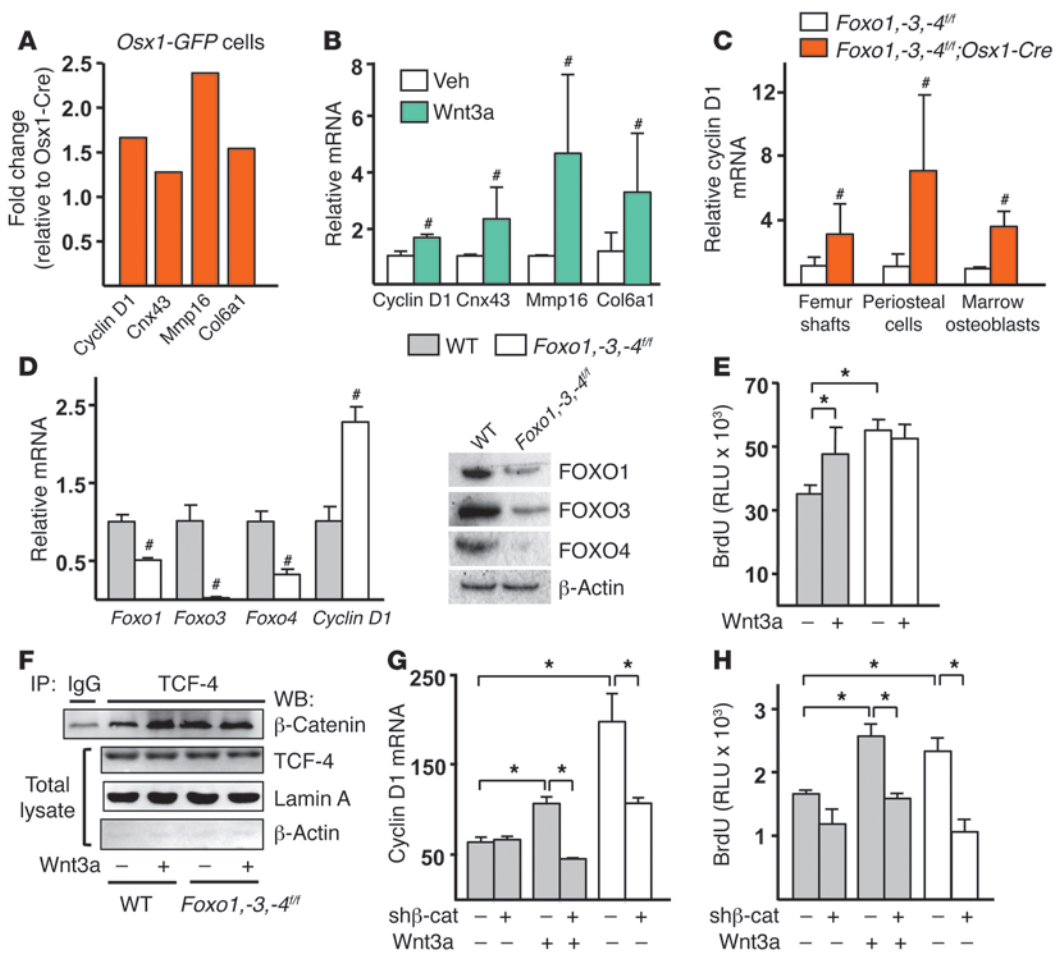 A
Osx1-GFP cells
Fold change
(relative to Osx1-Cre)
2.5
2.0
1.5
1.0
0.5
Cyclin D1
Cnx43
Mmp16
Col6a1
B
Relative mRNA
8
6
4
2
Veh
Wnt3a
# # # #
Cyclin D1 Cnx43 Mmp16 Col6a1
C
Foxo1,-3,-4f/f
Foxo1,-3,-4f/f;Osx1-Cre
Relative cyclin D1
mRNA
12
8
4
# # #
Femur Periosteal Marrow
shafts cells osteoblasts
WT Foxo1,-3,-4f/f
D
Relative mRNA
2.5
1.5
0.5
# # # #
Foxo1 Foxo3 Foxo4 Cyclin D1
WT Foxo1,-3,-4f/f
FOXO1
FOXO3
FOXO4
β-Actin
E
BrdU (RLU x 10³)
70
50
30
10
* *
Wnt3a − + − +
F
IP: IgG TCF-4
WB:
β-Catenin
TCF-4
Lamin A
β-Actin
Total
lysate
Wnt3a − + − +
WT Foxo1,-3,-4f/f
G
Cyclin D1 mRNA
250
150
50
* * * *
shβ-cat − + − + − +
Wnt3a − − + + − −
H
BrdU (RLU x 10³)
3
2
1
* * * *
shβ-cat − + − + − +
Wnt3a − − + + − −